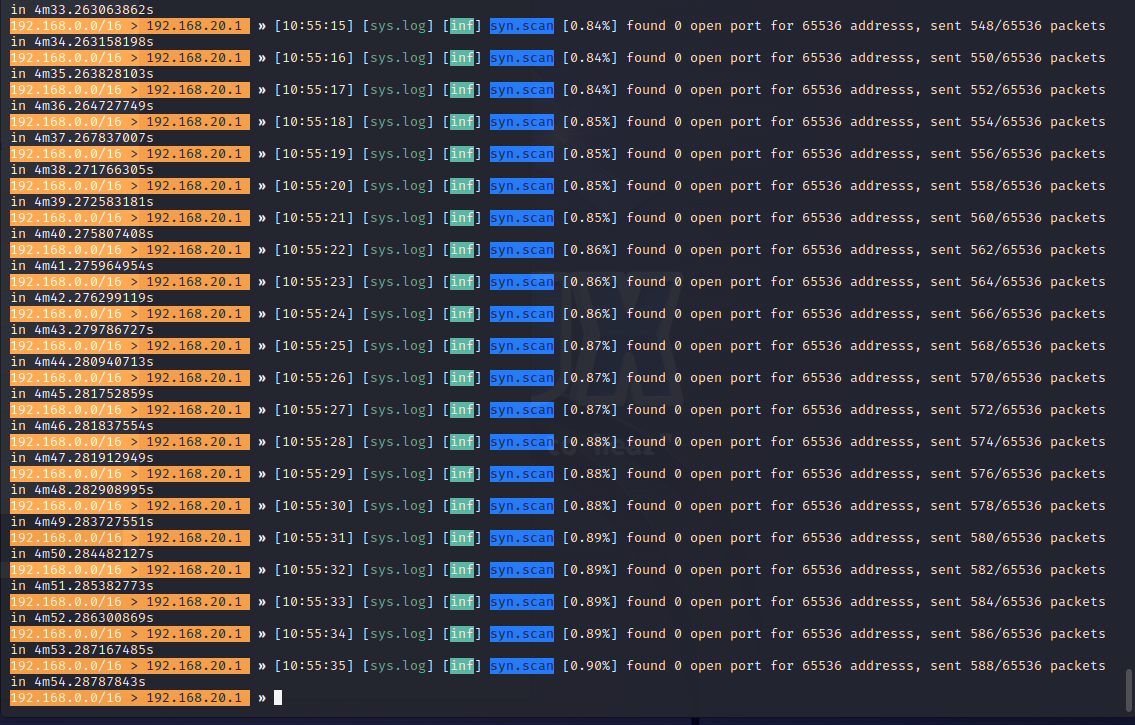 in 4m33.263063862s
192.168.0.0/16 > 192.168.20.1 » [10:55:15] [sys.log] [inf] syn.scan [0.84%] found 0 open port for 65536 addresss, sent 548/65536 packets
in 4m34.263158198s
192.168.0.0/16 > 192.168.20.1 » [10:55:16] [sys.log] [inf] syn.scan [0.84%] found 0 open port for 65536 addresss, sent 550/65536 packets
in 4m35.263828103s
192.168.0.0/16 > 192.168.20.1 » [10:55:17] [sys.log] [inf] syn.scan [0.84%] found 0 open port for 65536 addresss, sent 552/65536 packets
in 4m36.264727749s
192.168.0.0/16 > 192.168.20.1 » [10:55:18] [sys.log] [inf] syn.scan [0.85%] found 0 open port for 65536 addresss, sent 554/65536 packets
in 4m37.267837007s
192.168.0.0/16 > 192.168.20.1 » [10:55:19] [sys.log] [inf] syn.scan [0.85%] found 0 open port for 65536 addresss, sent 556/65536 packets
in 4m38.271766305s
192.168.0.0/16 > 192.168.20.1 » [10:55:20] [sys.log] [inf] syn.scan [0.85%] found 0 open port for 65536 addresss, sent 558/65536 packets
in 4m39.272583181s
192.168.0.0/16 > 192.168.20.1 » [10:55:21] [sys.log] [inf] syn.scan [0.85%] found 0 open port for 65536 addresss, sent 560/65536 packets
in 4m40.275807408s
192.168.0.0/16 > 192.168.20.1 » [10:55:22] [sys.log] [inf] syn.scan [0.86%] found 0 open port for 65536 addresss, sent 562/65536 packets
in 4m41.275964954s
192.168.0.0/16 > 192.168.20.1 » [10:55:23] [sys.log] [inf] syn.scan [0.86%] found 0 open port for 65536 addresss, sent 564/65536 packets
in 4m42.276299119s
192.168.0.0/16 > 192.168.20.1 » [10:55:24] [sys.log] [inf] syn.scan [0.86%] found 0 open port for 65536 addresss, sent 566/65536 packets
in 4m43.279786727s
192.168.0.0/16 > 192.168.20.1 » [10:55:25] [sys.log] [inf] syn.scan [0.87%] found 0 open port for 65536 addresss, sent 568/65536 packets
in 4m44.280940713s
192.168.0.0/16 > 192.168.20.1 » [10:55:26] [sys.log] [inf] syn.scan [0.87%] found 0 open port for 65536 addresss, sent 570/65536 packets
in 4m45.281752859s
192.168.0.0/16 > 192.168.20.1 » [10:55:27] [sys.log] [inf] syn.scan [0.87%] found 0 open port for 65536 addresss, sent 572/65536 packets
in 4m46.281837554s
192.168.0.0/16 > 192.168.20.1 » [10:55:28] [sys.log] [inf] syn.scan [0.88%] found 0 open port for 65536 addresss, sent 574/65536 packets
in 4m47.281912949s
192.168.0.0/16 > 192.168.20.1 » [10:55:29] [sys.log] [inf] syn.scan [0.88%] found 0 open port for 65536 addresss, sent 576/65536 packets
in 4m48.282908995s
192.168.0.0/16 > 192.168.20.1 » [10:55:30] [sys.log] [inf] syn.scan [0.88%] found 0 open port for 65536 addresss, sent 578/65536 packets
in 4m49.283727551s
192.168.0.0/16 > 192.168.20.1 » [10:55:31] [sys.log] [inf] syn.scan [0.89%] found 0 open port for 65536 addresss, sent 580/65536 packets
in 4m50.284482127s
192.168.0.0/16 > 192.168.20.1 » [10:55:32] [sys.log] [inf] syn.scan [0.89%] found 0 open port for 65536 addresss, sent 582/65536 packets
in 4m51.285382773s
192.168.0.0/16 > 192.168.20.1 » [10:55:33] [sys.log] [inf] syn.scan [0.89%] found 0 open port for 65536 addresss, sent 584/65536 packets
in 4m52.286300869s
192.168.0.0/16 > 192.168.20.1 » [10:55:34] [sys.log] [inf] syn.scan [0.89%] found 0 open port for 65536 addresss, sent 586/65536 packets
in 4m53.287167485s
192.168.0.0/16 > 192.168.20.1 » [10:55:35] [sys.log] [inf] syn.scan [0.90%] found 0 open port for 65536 addresss, sent 588/65536 packets
in 4m54.28787843s
192.168.0.0/16 > 192.168.20.1 »